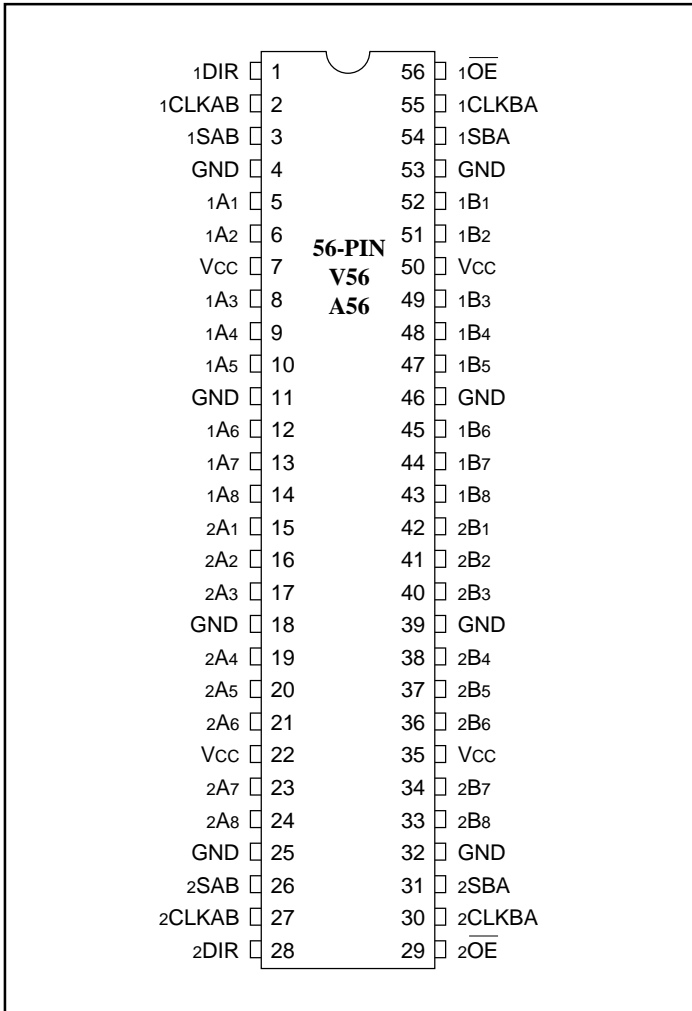 1DIR 1 56 1OE
1CLKAB 2 55 1CLKBA
1SAB 3 54 1SBA
GND 4 53 GND
1A1 5 52 1B1
1A2 6 51 1B2
56-PIN
VCC 7 50 VCC
V56
1A3 8 49 1B3
A56
1A4 9 48 1B4
1A5 10 47 1B5
GND 11 46 GND
1A6 12 45 1B6
1A7 13 44 1B7
1A8 14 43 1B8
2A1 15 42 2B1
2A2 16 41 2B2
2A3 17 40 2B3
GND 18 39 GND
2A4 19 38 2B4
2A5 20 37 2B5
2A6 21 36 2B6
VCC 22 35 VCC
2A7 23 34 2B7
2A8 24 33 2B8
GND 25 32 GND
2SAB 26 31 2SBA
2CLKAB 27 30 2CLKBA
2DIR 28 29 2OE